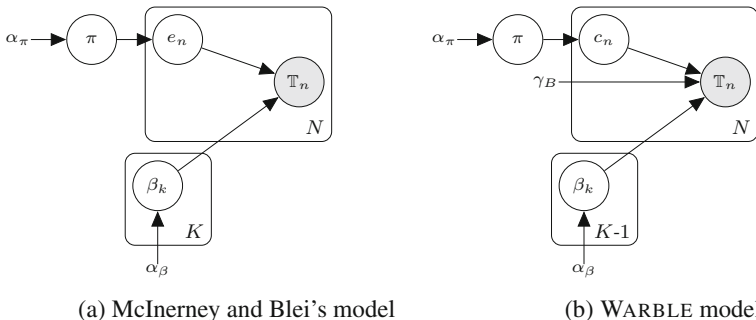 α_π π e_n 𝕋_n N
β_k K
α_β
(a) McInerney and Blei's model
α_π π c_n γ_B 𝕋_n N
β_k K-1
α_β
(b) WARBLE model